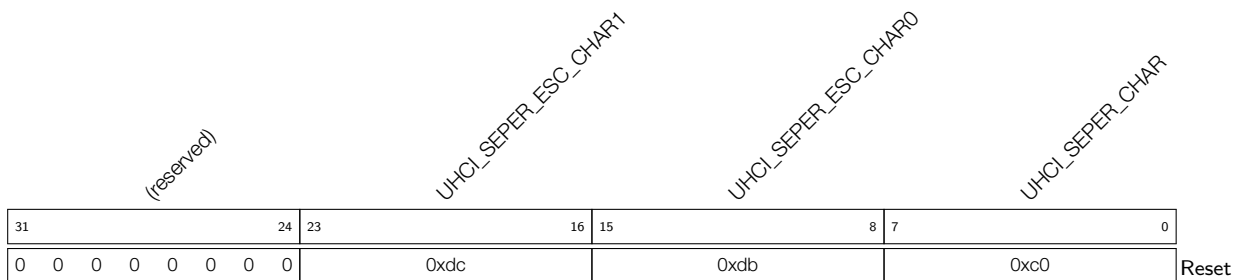 (reserved)
UHCI_SEPER_ESC_CHAR1
UHCI_SEPER_ESC_CHAR0
UHCI_SEPER_CHAR
31 24 23 16 15 8 7 0
0 0 0 0 0 0 0 0 0xdc 0xdb 0xc0 Reset